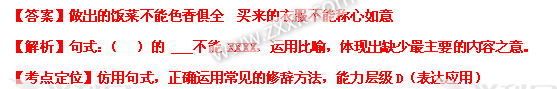 【答案】做出的饭菜不能色香俱全  买来的衣服不能称心如意
【解析】句式：（  ）的 ___不能 XXXX，运用比喻，体现出缺少最主要的内容之意。
【考点定位】仿用句式，正确运用常见的修辞方法，能力层级 D（表达应用）